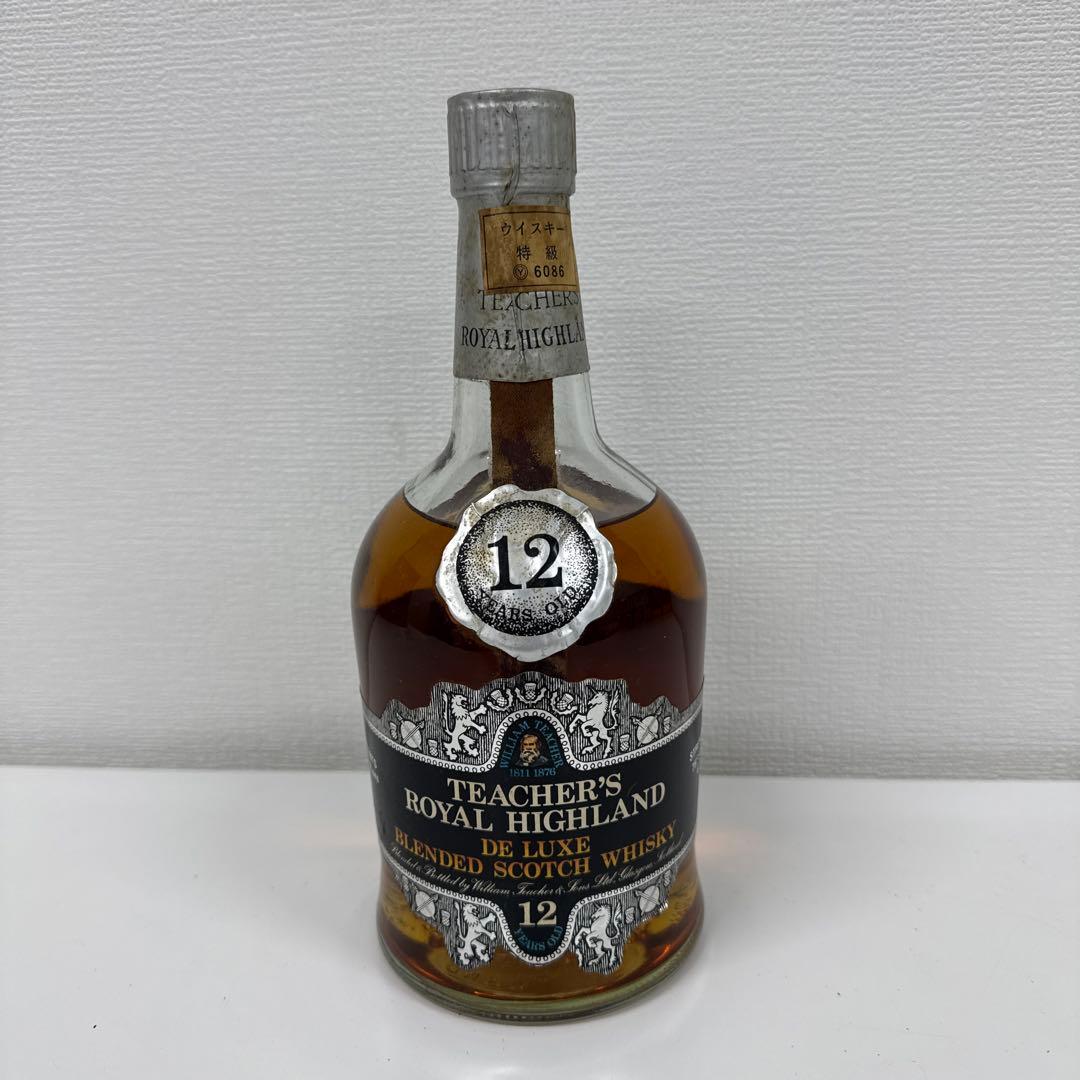 ウイスキー
特級
Ⓨ 6086
TEACHER'S
ROYAL HIGHLA
12
YEARS OLD
WILLIAM TEACHER
1811 1876
TEACHER'S
ROYAL HIGHLAND
DE LUXE
BLENDED SCOTCH WHISKY
Blended & Bottled by William Teacher & Sons Ltd. Glasgow, Scotland
12
YEARS OLD